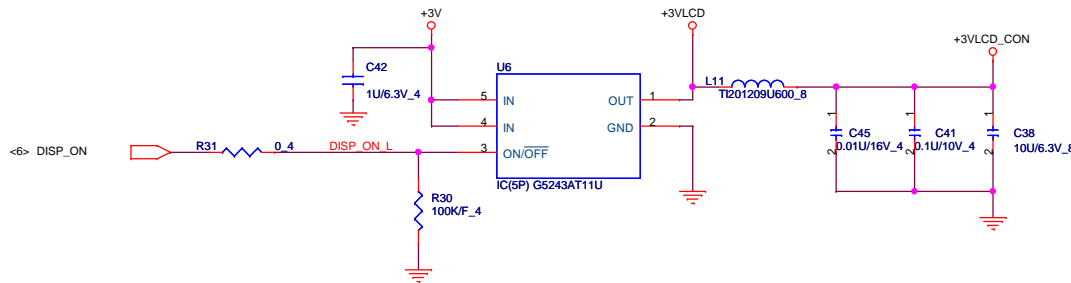 +3V
+3VLCD
+3VLCD_CON
C42
1U/6.3V_4
U6
L11
TI201209U600_8
5
IN
OUT
1
4
IN
GND
2
3
ON/OFF
IC(5P) G5243AT11U
1
2
C45
0.01U/16V_4
1
2
C41
0.1U/10V_4
1
2
C38
10U/6.3V_8
<6> DISP_ON
R31
0_4
DISP_ON_L
R30
100K/F_4